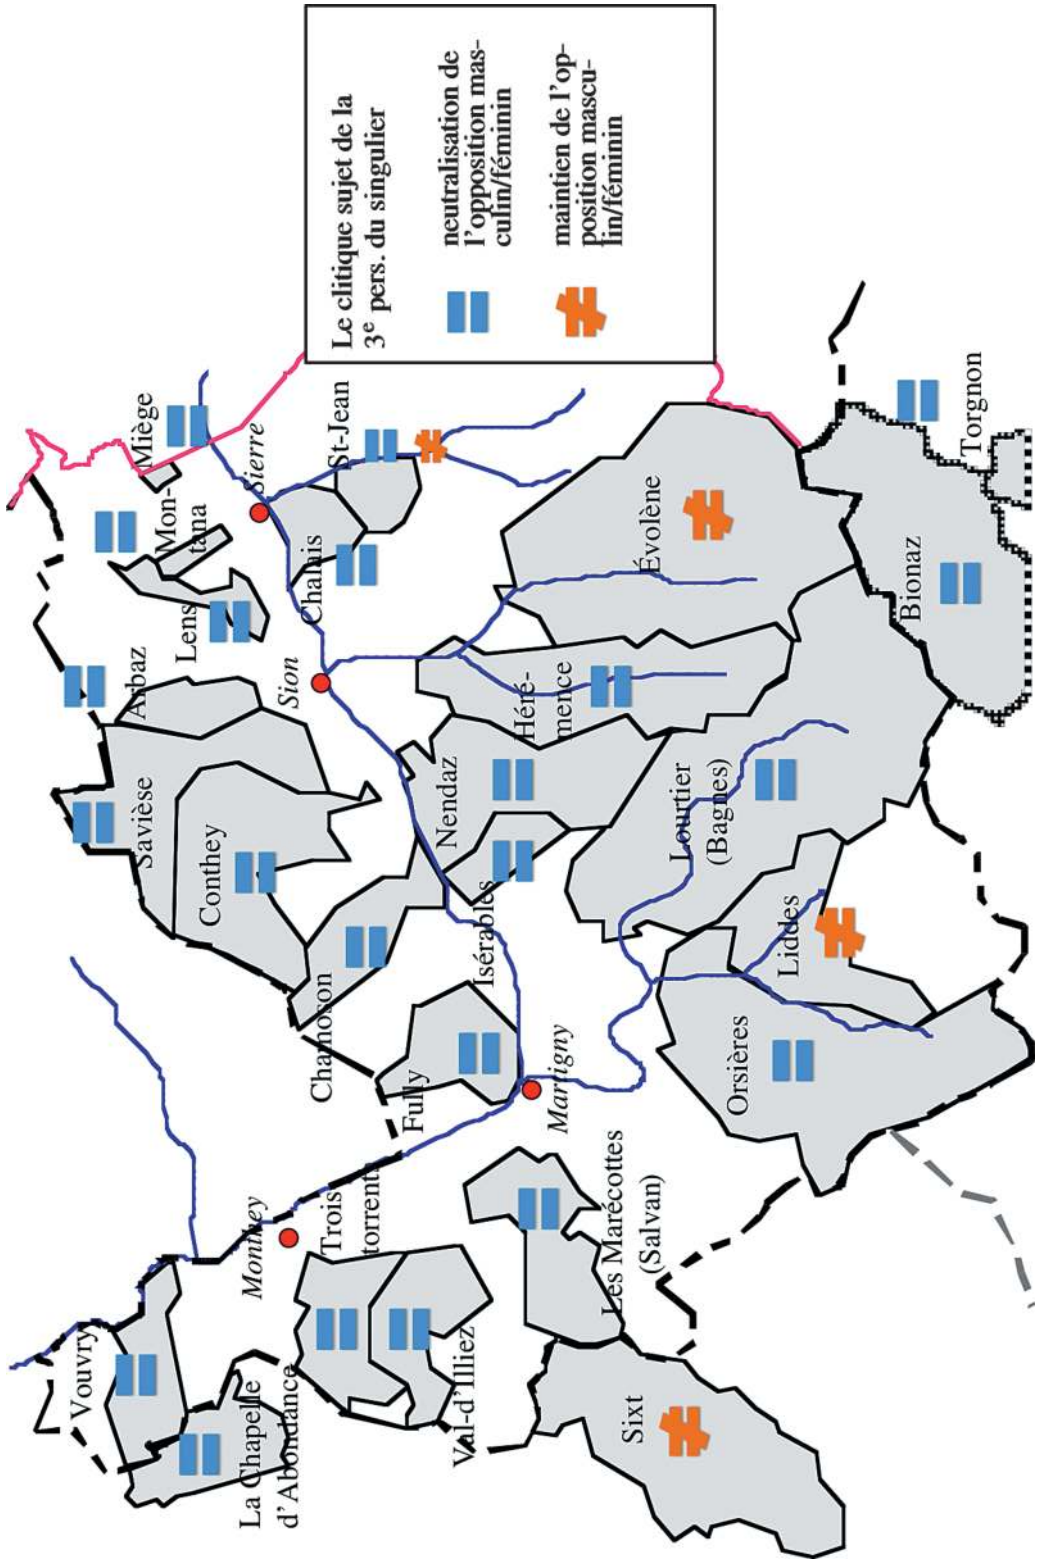 Le clitique sujet de la
3e pers. du singulier
neutralisation de
l'opposition mas-
culin/féminin
maintien de l'op-
position mascu-
lin/féminin
Vouvry
La Chapelle
d'Abondance
Monthey
Trois
torrents
Val-d'Illiez
Sixt
Les Marécottes
(Salvan)
Martigny
Fully
Chamoson
Conthey
Savièse
Arbaz
Isérables
Nendaz
Orsières
Liddes
Lourtier
(Bagnes)
Héré-
mence
Sion
Lens
Mon-
tana
Miège
Sierre
Chalais
St-Jean
Évolène
Bionaz
Torgnon